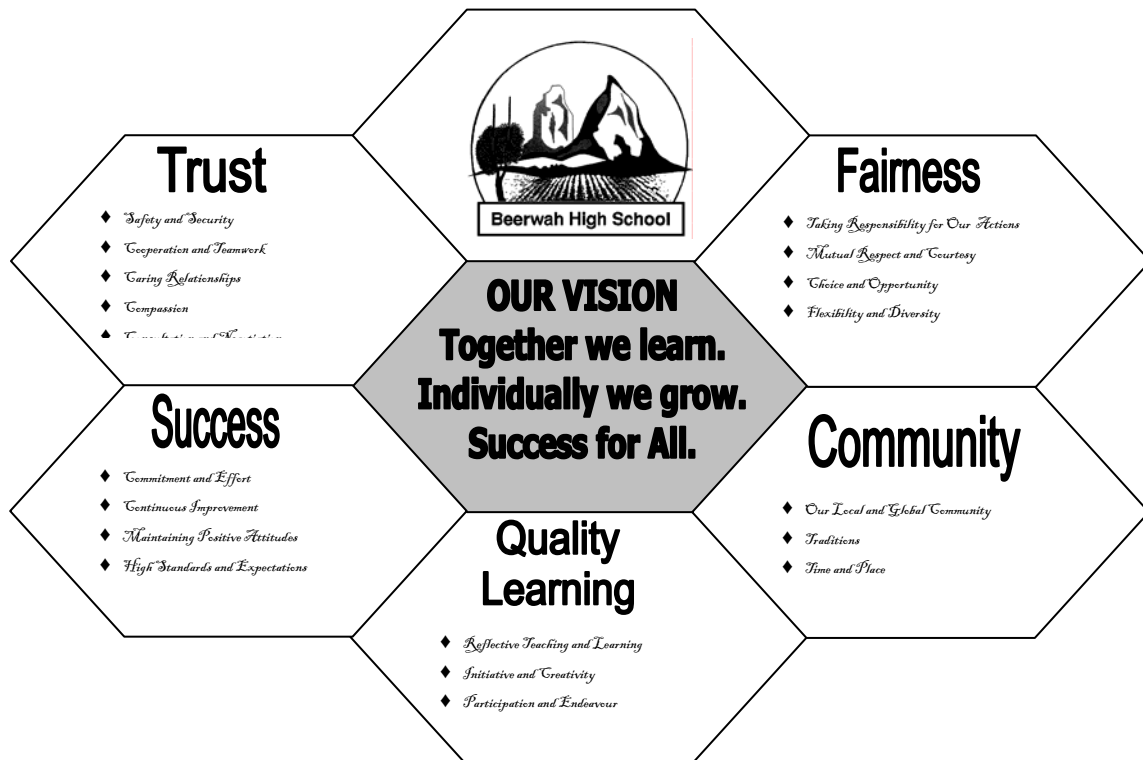 Beerwah High School
Trust
Safety and Security
Cooperation and Teamwork
Caring Relationships
Compassion
Consultation and Negotiation
Fairness
Taking Responsibility for Our Actions
Mutual Respect and Courtesy
Choice and Opportunity
Flexibility and Diversity
OUR VISION
Together we learn.
Individually we grow.
Success for All.
Success
Commitment and Effort
Continuous Improvement
Maintaining Positive Attitudes
High Standards and Expectations
Community
Our Local and Global Community
Traditions
Time and Place
Quality
Learning
Reflective Teaching and Learning
Initiative and Creativity
Participation and Endeavour